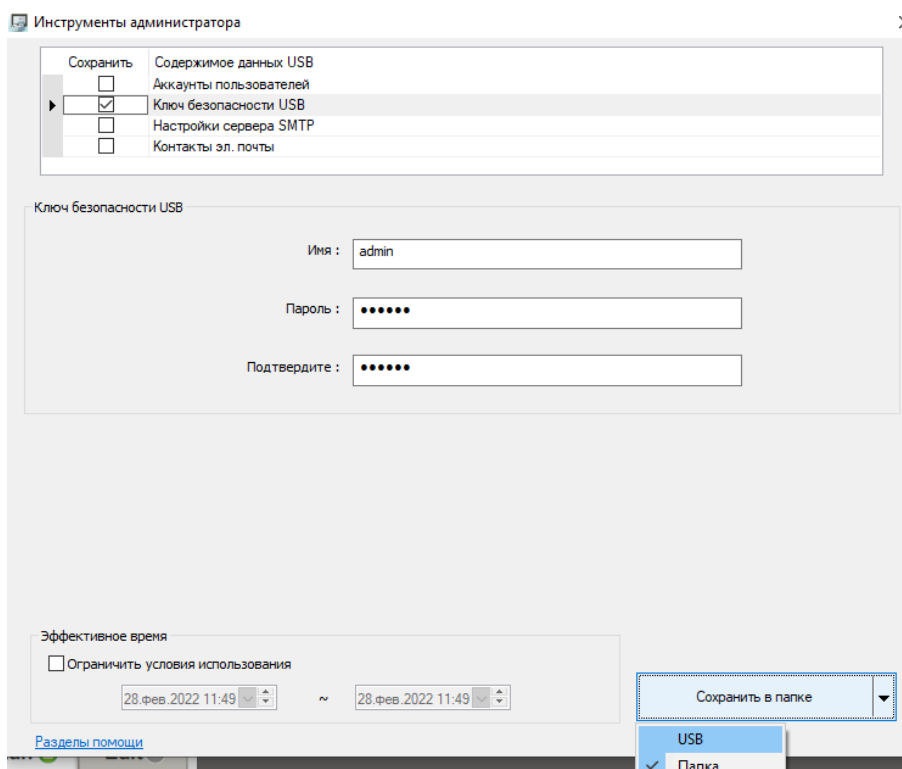 Инструменты администратора
Сохранить Содержимое данных USB
Аккаунты пользователей
Ключ безопасности USB
Настройки сервера SMTP
Контакты эл. почты
Ключ безопасности USB
Имя : admin
Пароль : ••••••
Подтвердите : ••••••
Эффективное время
Ограничить условия использования
28.фев.2022 11:49 ~ 28.фев.2022 11:49
Сохранить в папке
Разделы помощи
USB
Папка